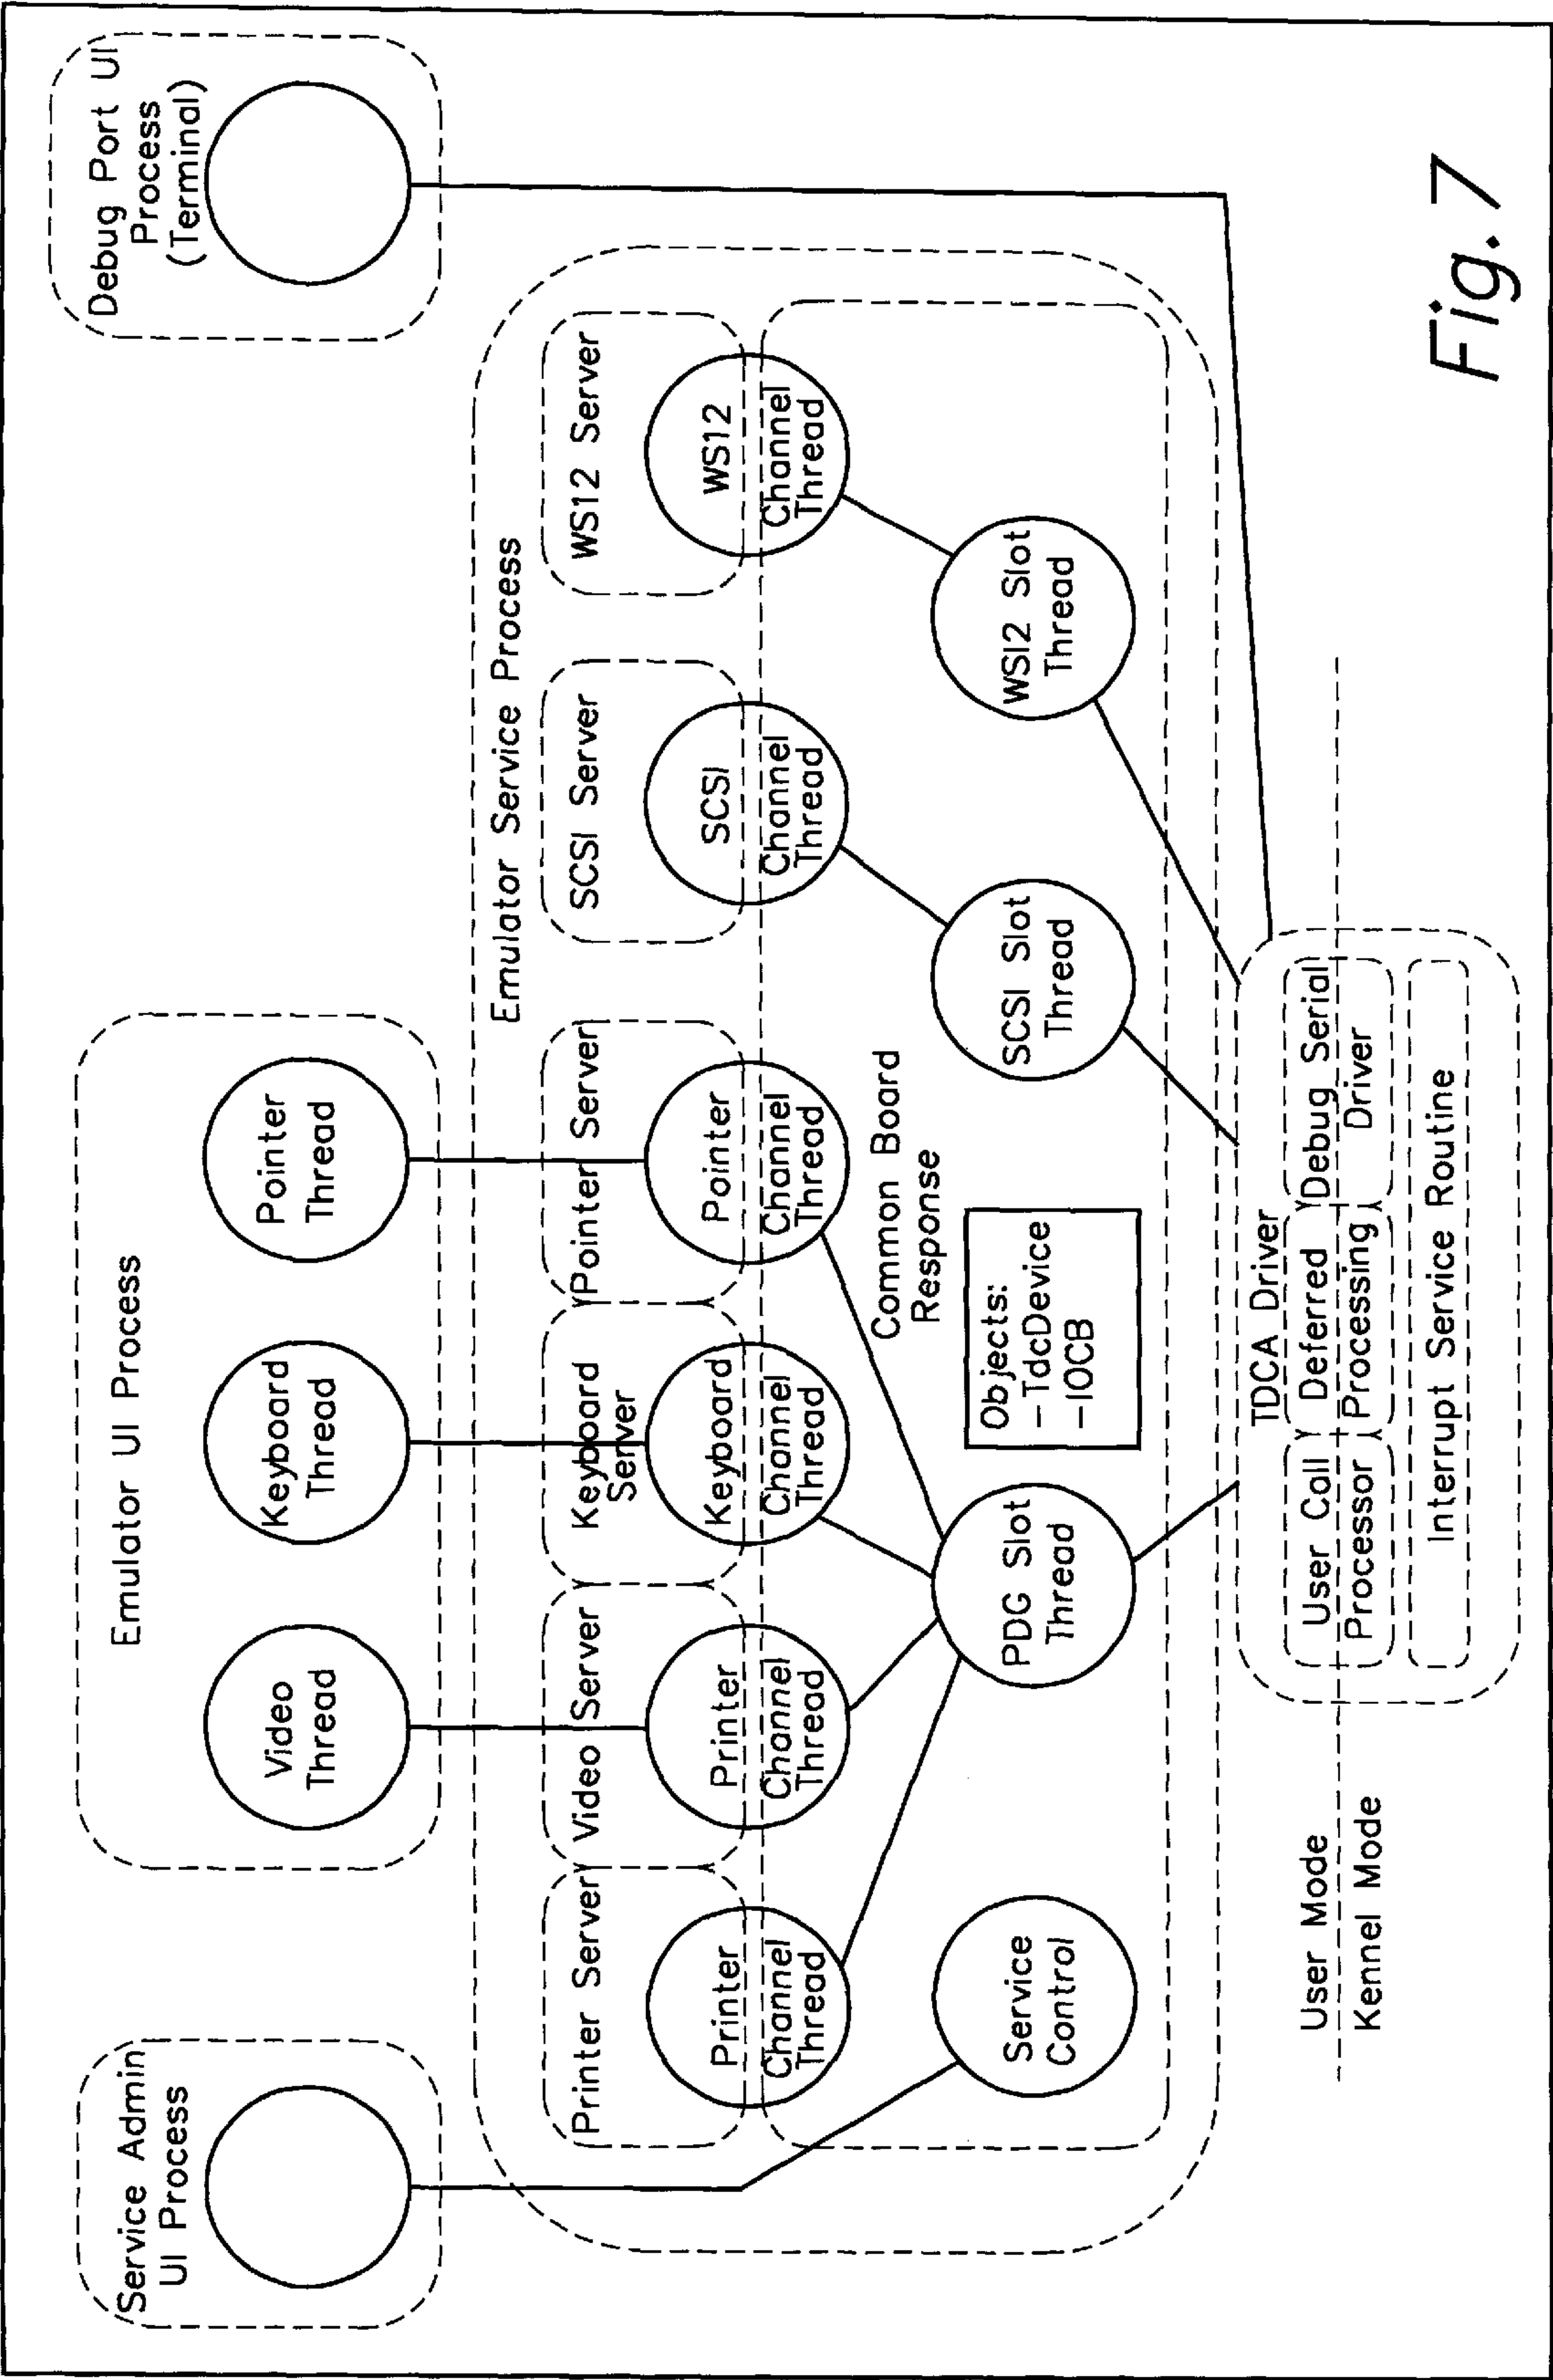 Service Admin
UI Process
Emulator UI Process
Debug Port UI
Process
(Terminal)
Video
Thread
Keyboard
Thread
Pointer
Thread
Emulator Service Process
Printer Server
Video Server
Keyboard
Server
Pointer Server
SCSI Server
WS12 Server
Printer
Channel
Thread
Printer
Channel
Thread
Keyboard
Channel
Thread
Pointer
Channel
Thread
SCSI
Channel
Thread
WS12
Channel
Thread
Common Board
Response
Service
Control
PDG Slot
Thread
Objects:
-TdcDevice
-IOCB
SCSI Slot
Thread
WSI2 Slot
Thread
TDCA Driver
User Call
Processor
Deferred
Processing
Debug Serial
Driver
Interrupt Service Routine
User Mode
Kennel Mode
Fig. 7